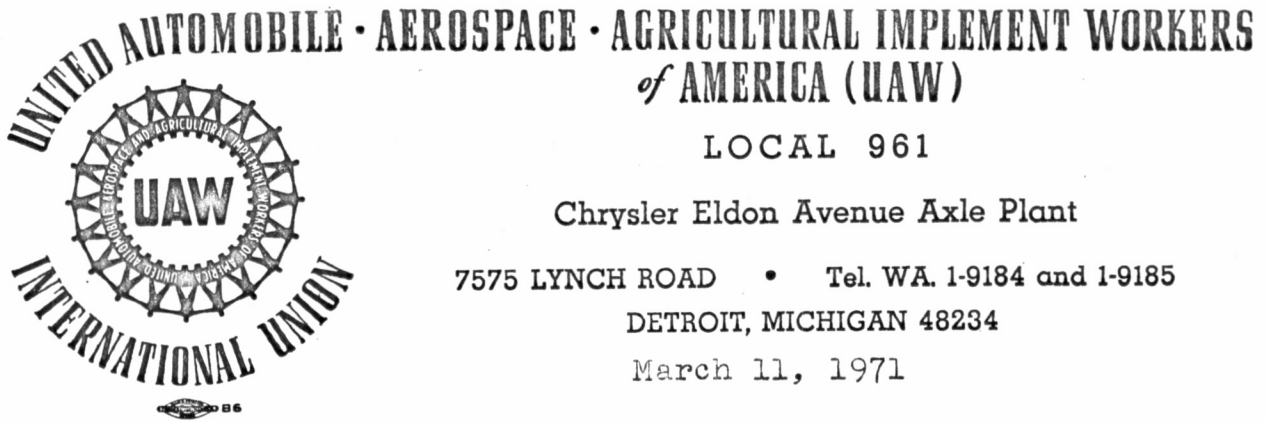 UNITED AUTOMOBILE · AEROSPACE · AGRICULTURAL IMPLEMENT WORKERS
of AMERICA (UAW)
LOCAL 961
Chrysler Eldon Avenue Axle Plant
7575 LYNCH ROAD • Tel. WA. 1-9184 and 1-9185
DETROIT, MICHIGAN 48234
March 11, 1971
UNITED AUTOMOBILE AEROSPACE AND AGRICULTURAL IMPLEMENT WORKERS OF AMERICA
UAW
INTERNATIONAL UNION
86